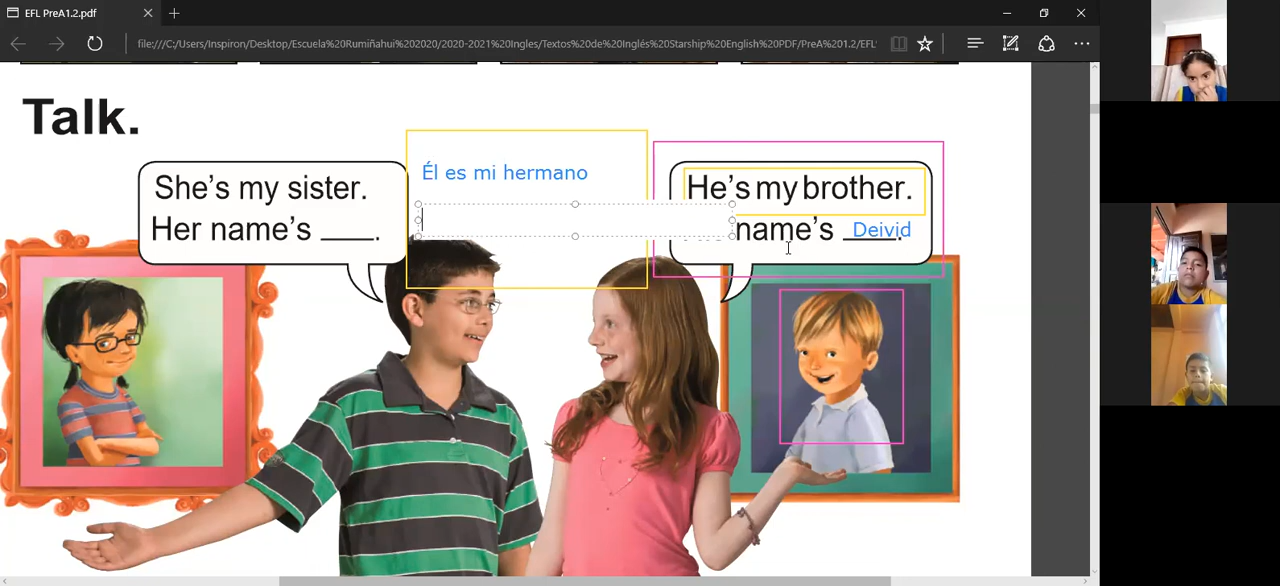 EFL PreA1.2.pdf
file:///C:/Users/Inspiron/Desktop/Escuela%20Rumiñahui%202020/2020-2021%20Ingles/Textos%20de%20Inglés%20Starship%20English%20PDF/PreA%201.2/EFL'
Talk.
She's my sister.
Her name's ____.
Él es mi hermano
He's my brother.
name's ____.
Deivid